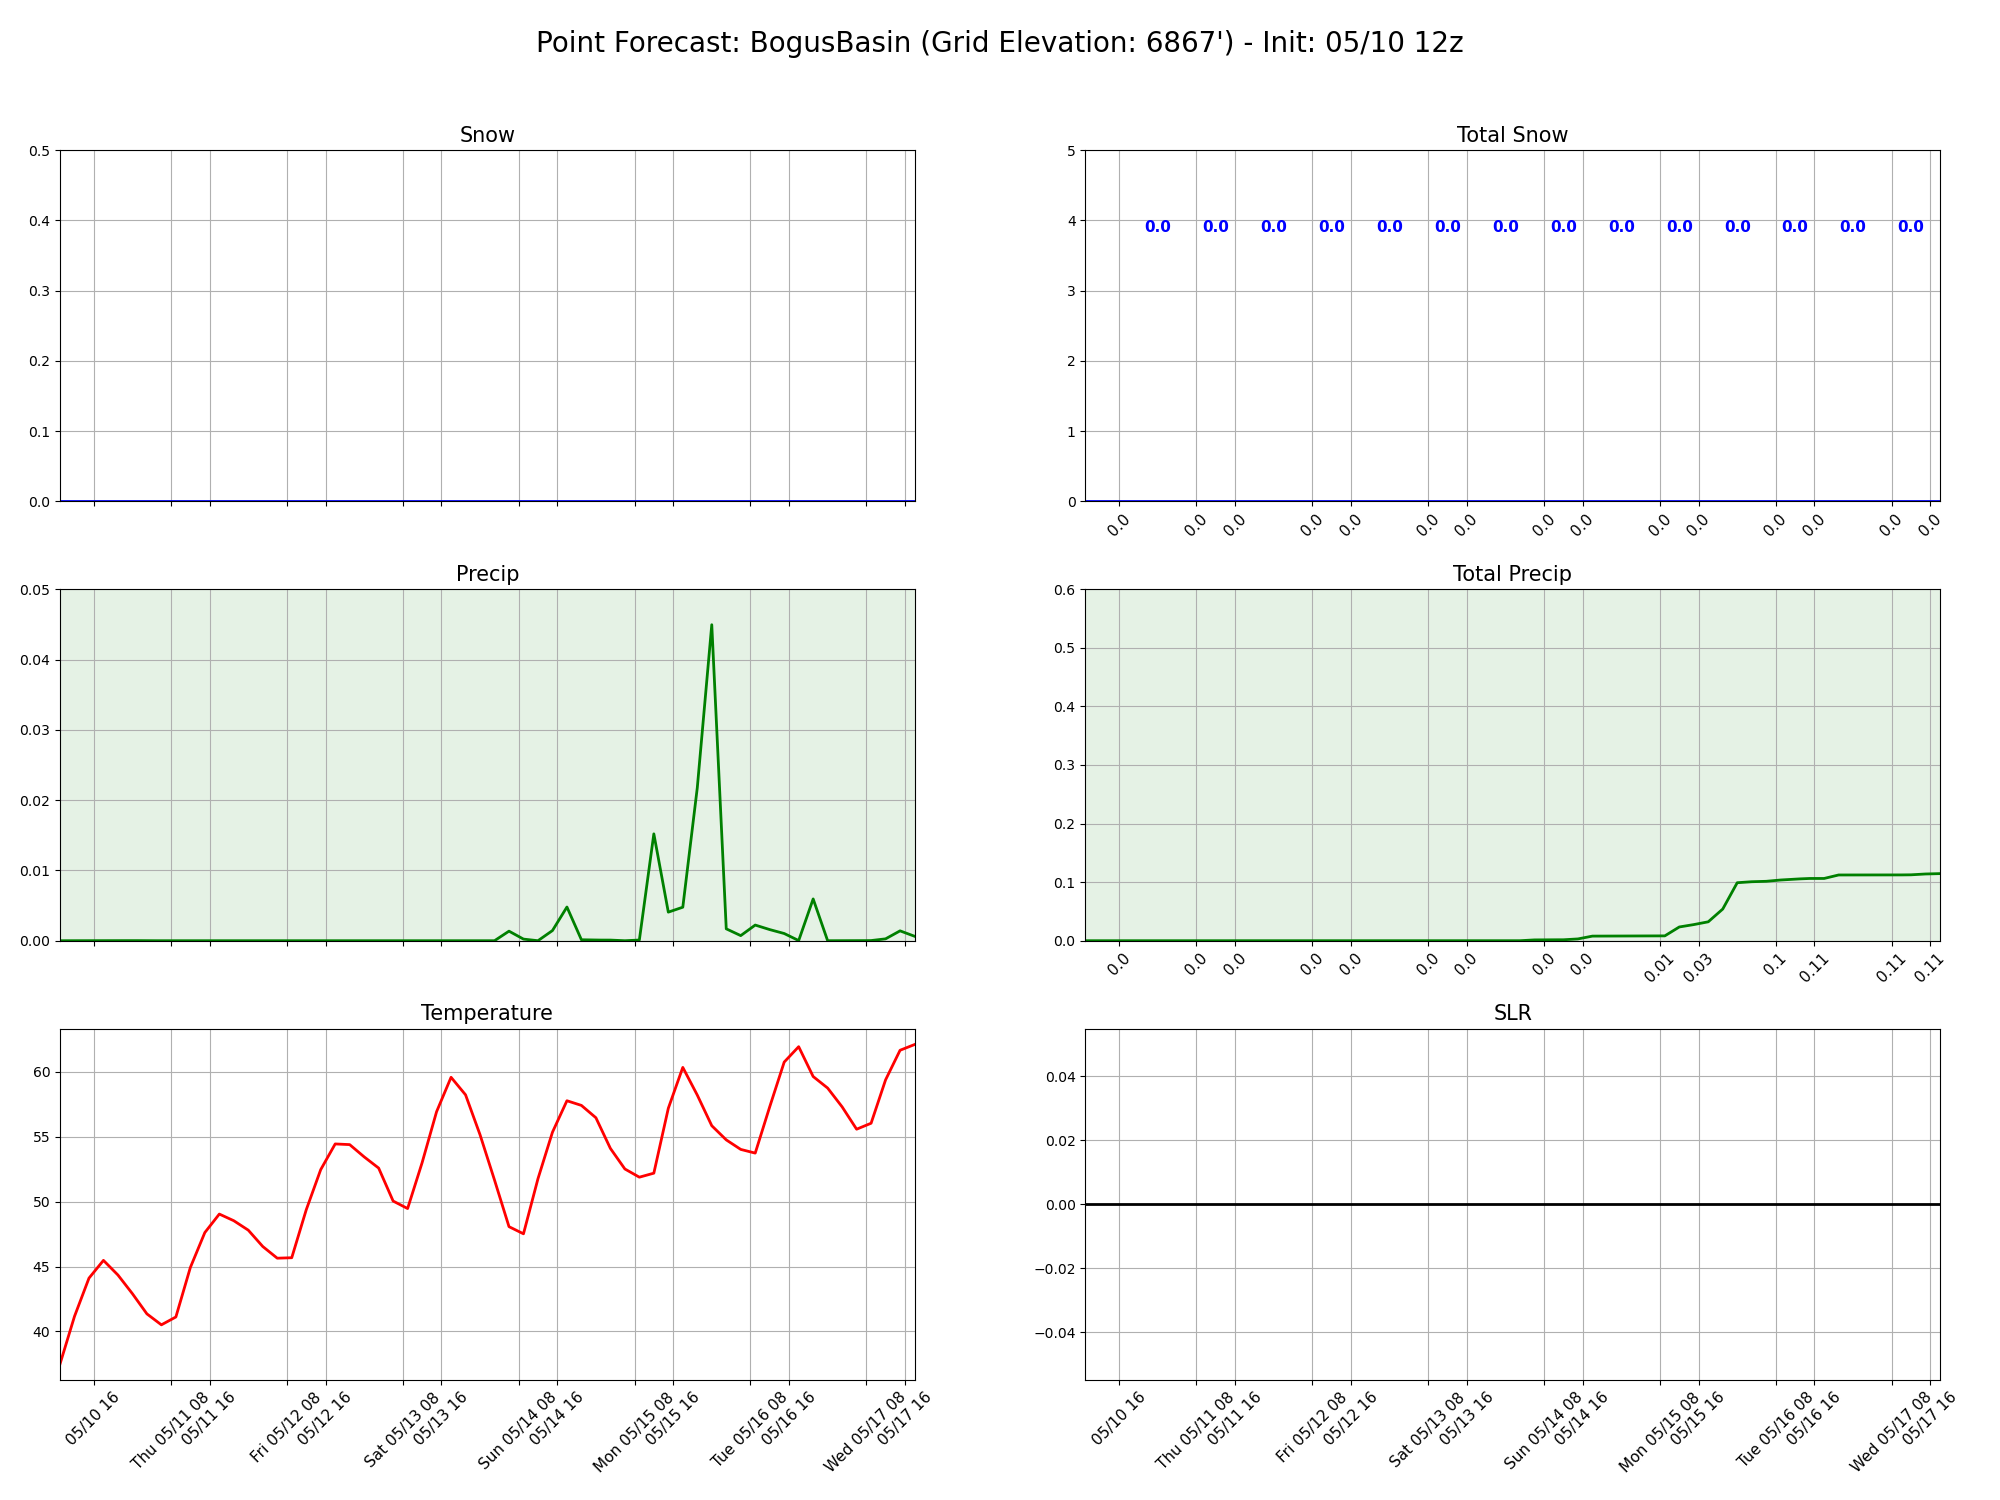 Point Forecast: BogusBasin (Grid Elevation: 6867') - Init: 05/10 12z
Snow
0.5
0.4
0.3
0.2
0.1
0.0
Total Snow
5
4
3
2
1
0
0.0 0.0 0.0 0.0 0.0 0.0 0.0 0.0 0.0 0.0 0.0 0.0 0.0 0.0
0.0 0.0 0.0 0.0 0.0 0.0 0.0 0.0 0.0 0.0 0.0 0.0 0.0 0.0 0.0
Precip
0.05
0.04
0.03
0.02
0.01
0.00
Total Precip
0.6
0.5
0.4
0.3
0.2
0.1
0.0
0.0 0.0 0.0 0.0 0.0 0.0 0.0 0.0 0.0 0.01 0.03 0.1 0.11 0.11 0.11
Temperature
60
55
50
45
40
05/10 16
Thu 05/11 08
05/11 16
Fri 05/12 08
05/12 16
Sat 05/13 08
05/13 16
Sun 05/14 08
05/14 16
Mon 05/15 08
05/15 16
Tue 05/16 08
05/16 16
Wed 05/17 08
05/17 16
SLR
0.04
0.02
0.00
−0.02
−0.04
05/10 16
Thu 05/11 08
05/11 16
Fri 05/12 08
05/12 16
Sat 05/13 08
05/13 16
Sun 05/14 08
05/14 16
Mon 05/15 08
05/15 16
Tue 05/16 08
05/16 16
Wed 05/17 08
05/17 16